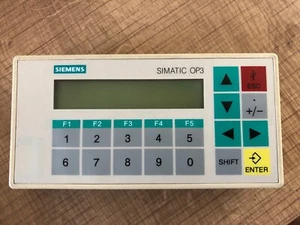 SIEMENS
SIMATIC OP3
ESC
F1 F2 F3 F4 F5
+/-
1 2 3 4 5
6 7 8 9 0
SHIFT
ENTER